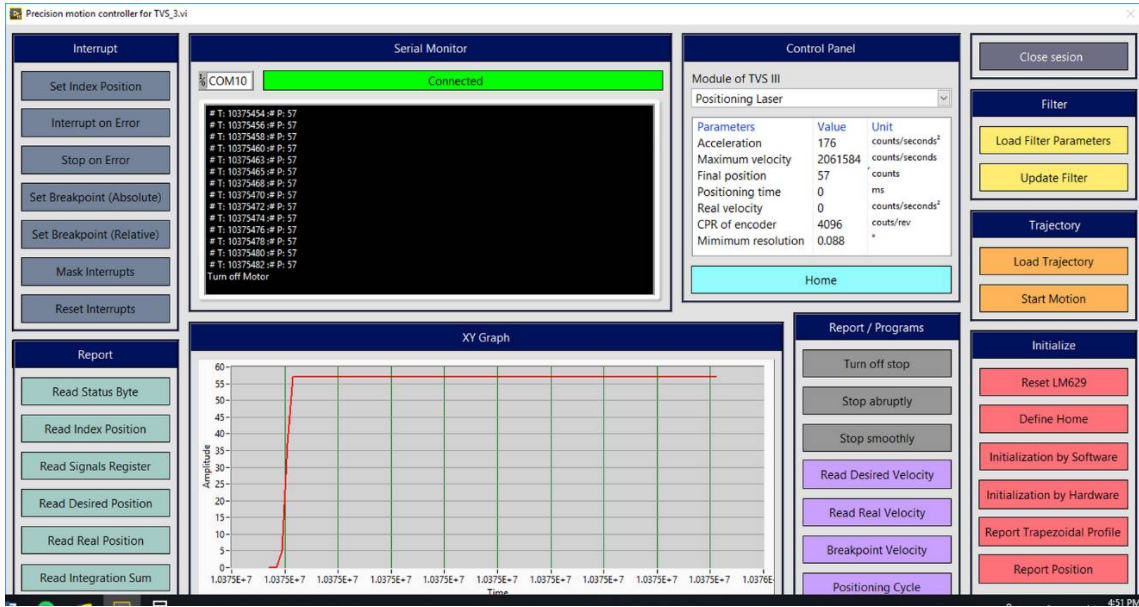 Precision motion controller for TVS_3.vi
Interrupt
Set Index Position
Interrupt on Error
Stop on Error
Set Breakpoint (Absolute)
Set Breakpoint (Relative)
Mask Interrupts
Reset Interrupts
Report
Read Status Byte
Read Index Position
Read Signals Register
Read Desired Position
Read Real Position
Read Integration Sum
Serial Monitor
COM10
Connected
# T: 10375454 :# P: 57
# T: 10375456 :# P: 57
# T: 10375458 :# P: 57
# T: 10375460 :# P: 57
# T: 10375463 :# P: 57
# T: 10375465 :# P: 57
# T: 10375468 :# P: 57
# T: 10375470 :# P: 57
# T: 10375472 :# P: 57
# T: 10375474 :# P: 57
# T: 10375476 :# P: 57
# T: 10375478 :# P: 57
# T: 10375480 :# P: 57
# T: 10375482 :# P: 57
Turn off Motor
Control Panel
Module of TVS III
Positioning Laser
Parameters Value Unit
Acceleration 176 counts/seconds²
Maximum velocity 2061584 counts/seconds
Final position 57 counts
Positioning time 0 ms
Real velocity 0 counts/seconds²
CPR of encoder 4096 couts/rev
Mimimum resolution 0.088 °
Home
XY Graph
Amplitude
60
55
50
45
40
35
30
25
20
15
10
5
0
1.0375E+7 1.0375E+7 1.0375E+7 1.0375E+7 1.0375E+7 1.0375E+7 1.0375E+7 1.0375E+7 1.0375E+7 1.0375E+7 1.0376E+
Time
Report / Programs
Turn off stop
Stop abruptly
Stop smoothly
Read Desired Velocity
Read Real Velocity
Breakpoint Velocity
Positioning Cycle
Close sesion
Filter
Load Filter Parameters
Update Filter
Trajectory
Load Trajectory
Start Motion
Initialize
Reset LM629
Define Home
Initialization by Software
Initialization by Hardware
Report Trapezoidal Profile
Report Position
4:51 PM